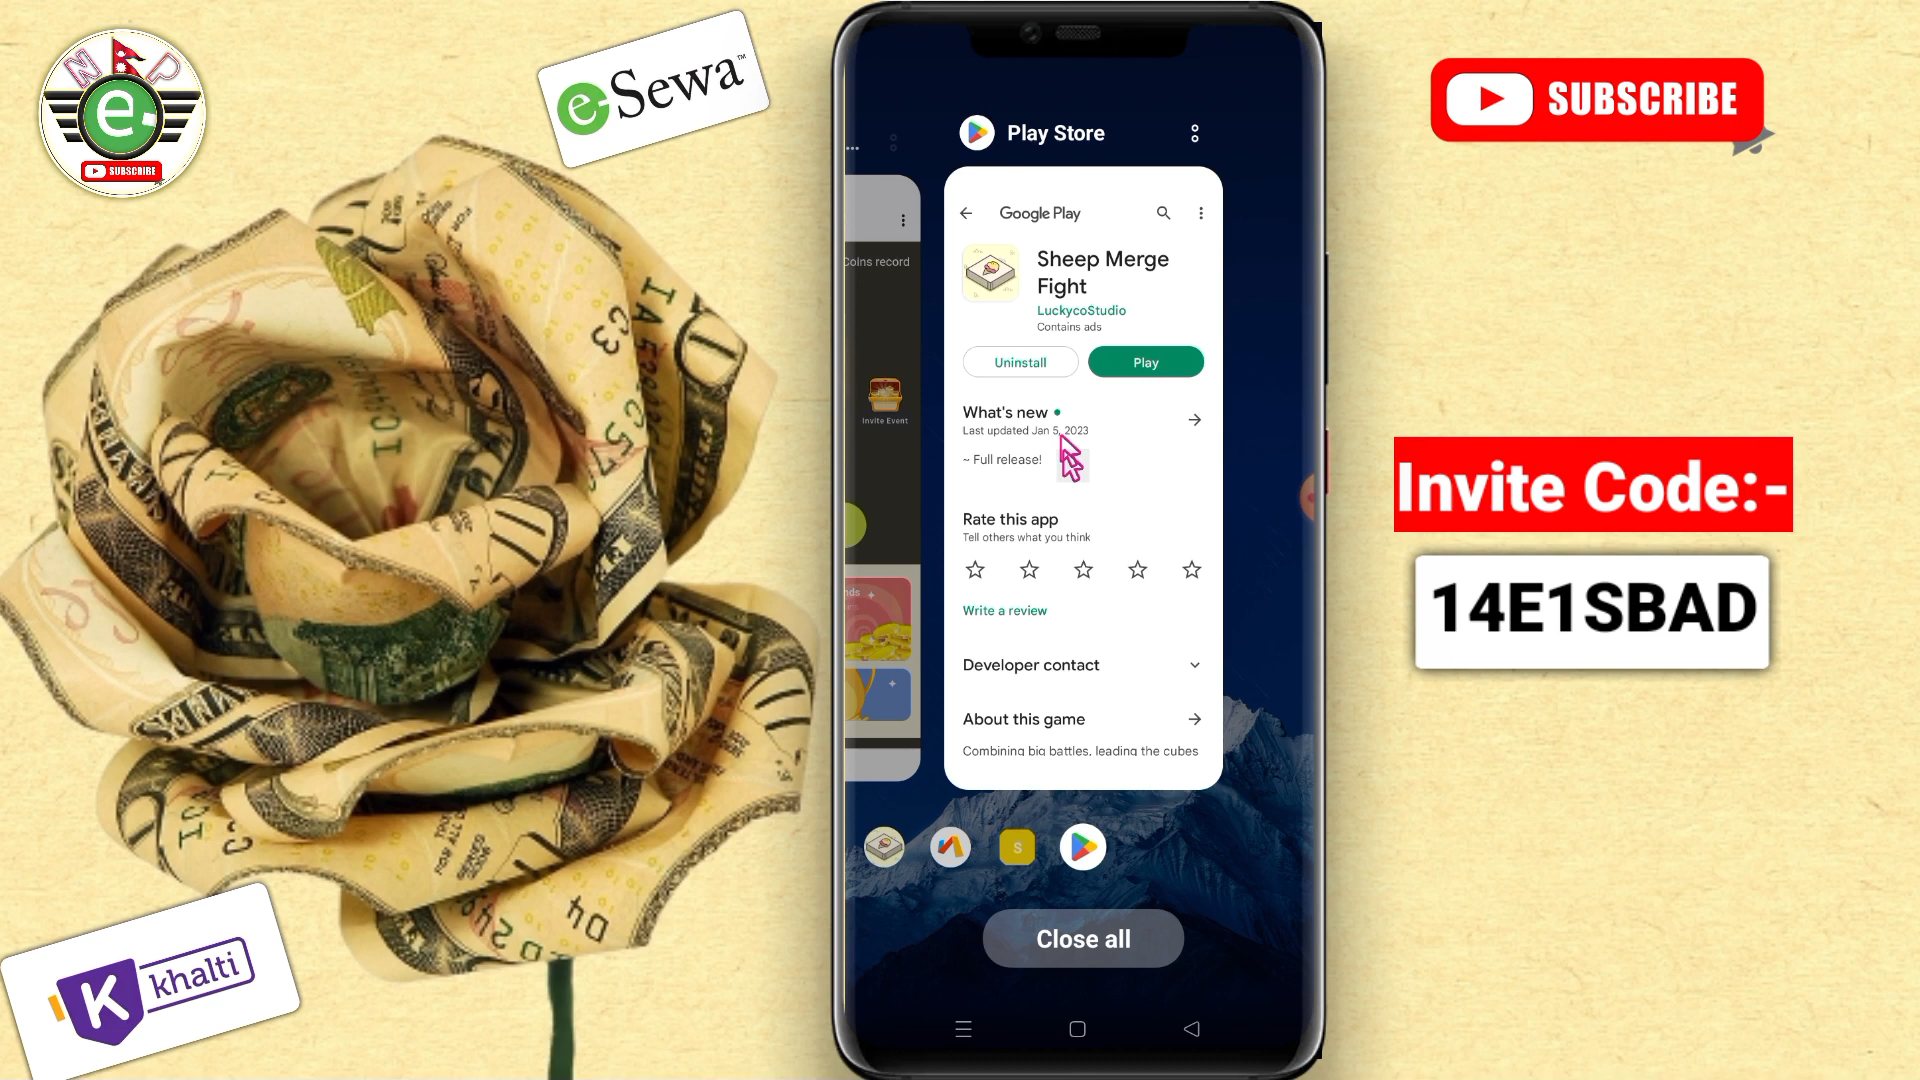 N P
e
SUBSCRIBE
e-Sewa™
SUBSCRIBE
Play Store
Google Play
Sheep Merge
Fight
LuckycoStudio
Contains ads
Uninstall
Play
What's new
Last updated Jan 5, 2023
~ Full release!
Rate this app
Tell others what you think
Write a review
Developer contact
About this game
Combining big battles, leading the cubes
Coins record
Invite Event
S
Close all
Invite Code:-
14E1SBAD
K khalti